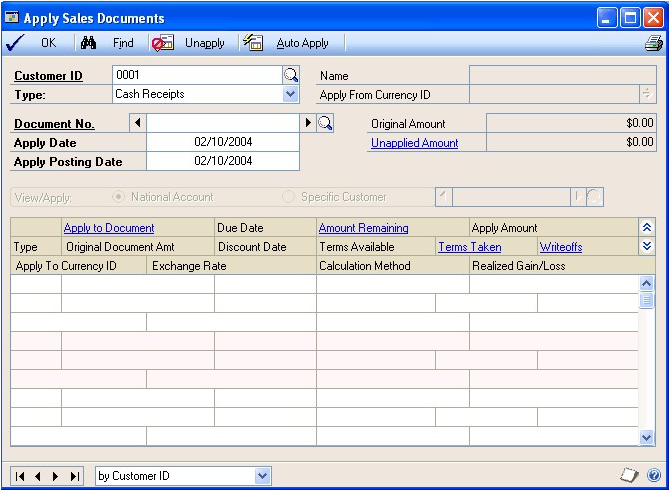 Apply Sales Documents
OK Find Unapply Auto Apply
Customer ID 0001 Name
Type: Cash Receipts Apply From Currency ID
Document No. Original Amount $0.00
Apply Date 02/10/2004 Unapplied Amount $0.00
Apply Posting Date 02/10/2004
View/Apply: National Account Specific Customer
Apply to Document Due Date Amount Remaining Apply Amount
Type Original Document Amt Discount Date Terms Available Terms Taken Writeoffs
Apply To Currency ID Exchange Rate Calculation Method Realized Gain/Loss
by Customer ID